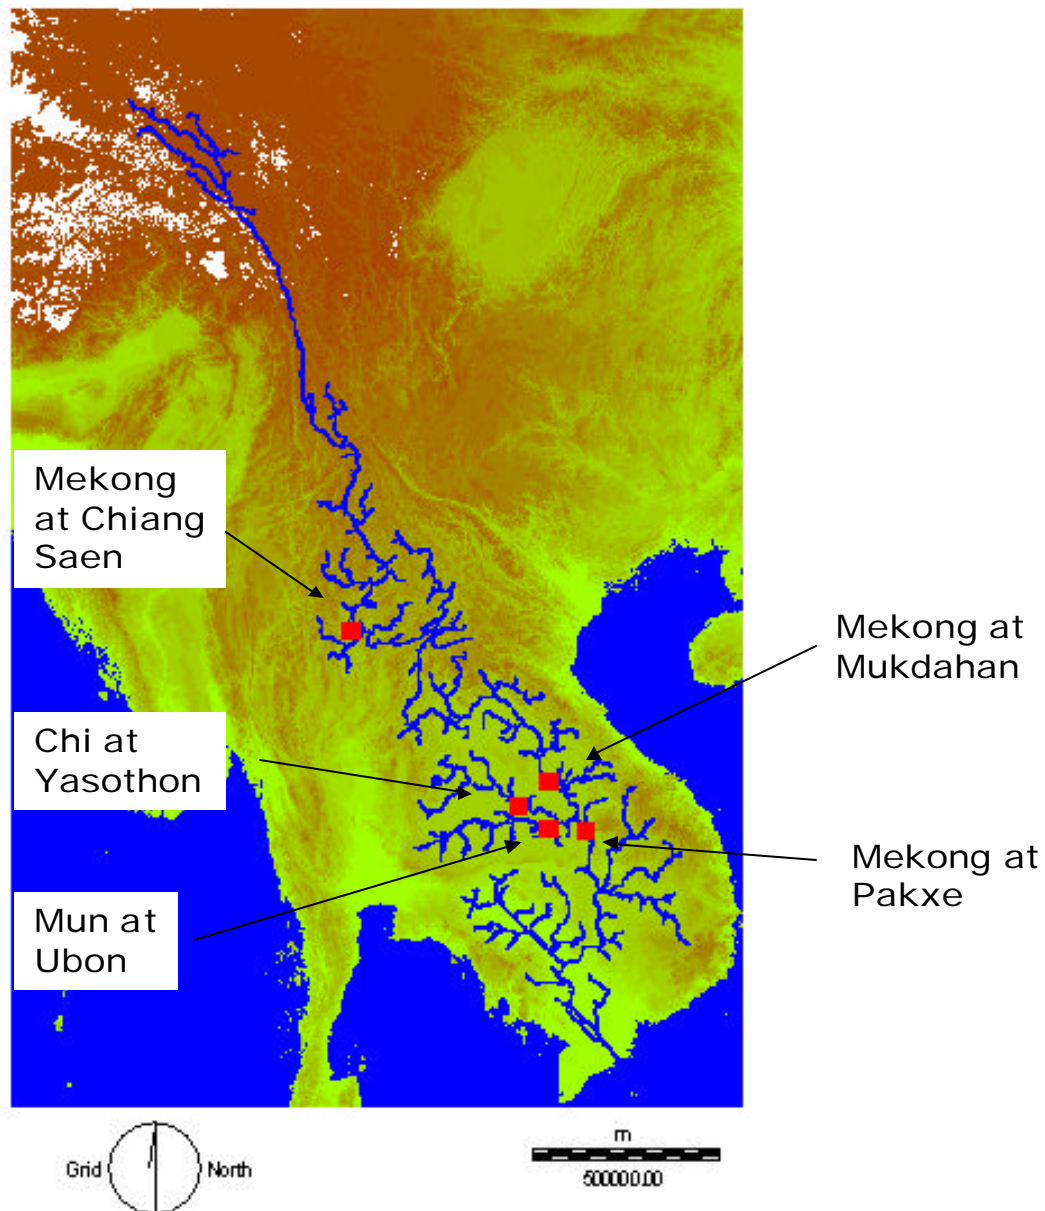 Mekong
at Chiang
Saen
Mekong at
Mukdahan
Chi at
Yasothon
Mekong at
Pakxe
Mun at
Ubon
Grid
North
m
500000.00